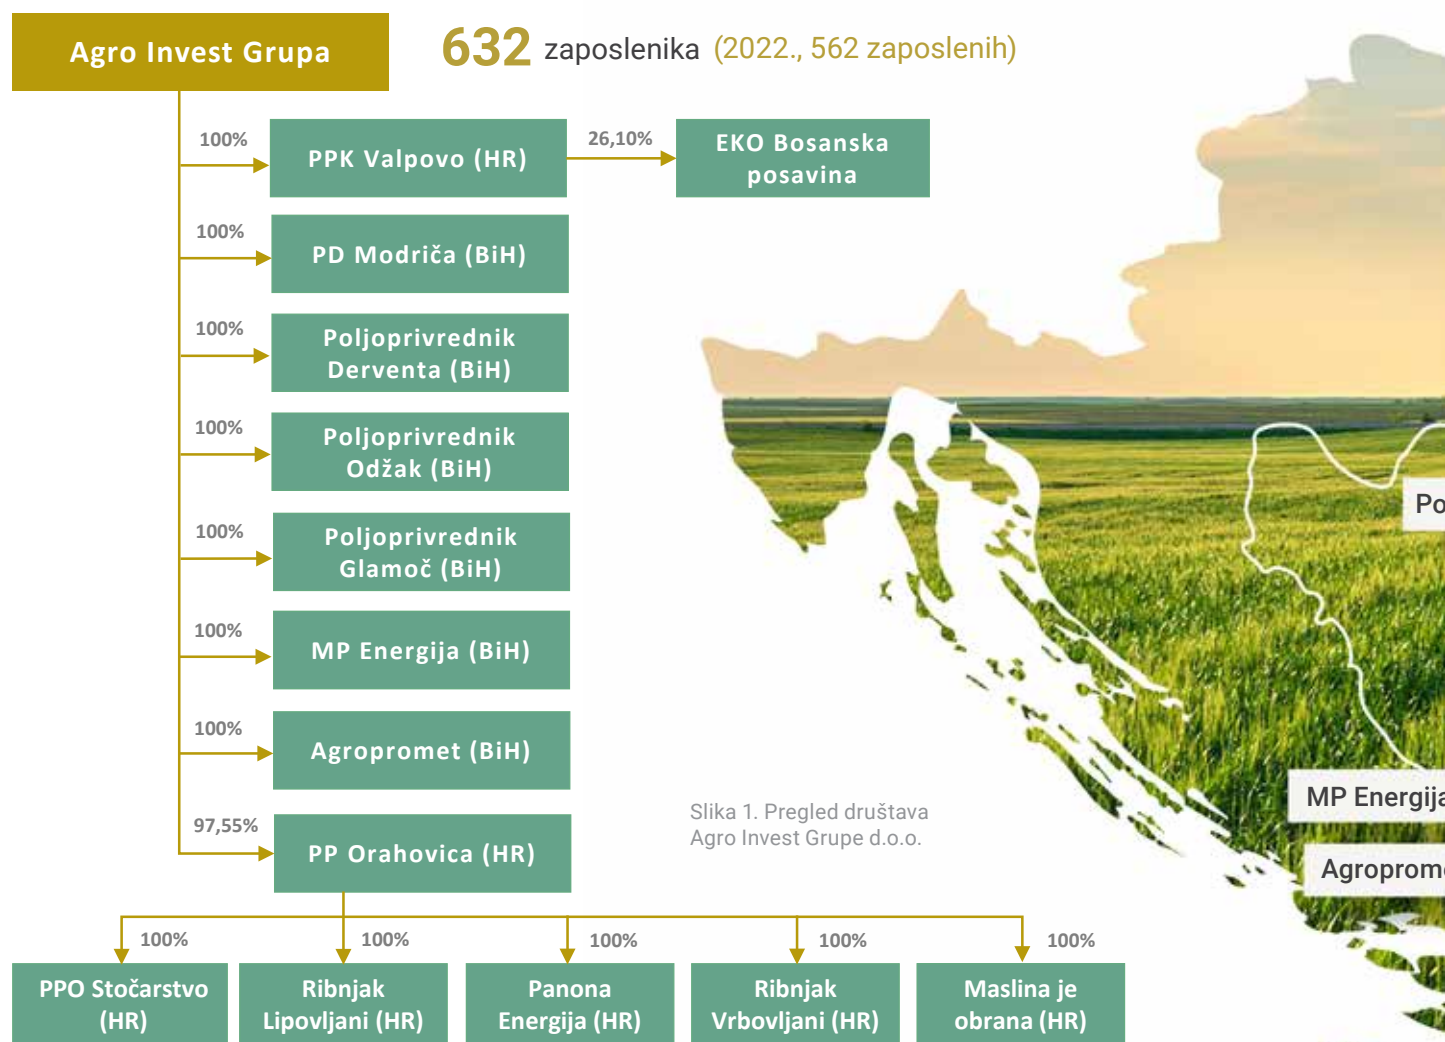 Agro Invest Grupa
632 zaposlenika (2022., 562 zaposlenih)
100%
PPK Valpovo (HR)
26,10%
EKO Bosanska
posavina
100%
PD Modriča (BiH)
100%
Poljoprivrednik
Derventa (BiH)
100%
Poljoprivrednik
Odžak (BiH)
100%
Poljoprivrednik
Glamoč (BiH)
100%
MP Energija (BiH)
100%
Agropromet (BiH)
97,55%
PP Orahovica (HR)
100%
PPO Stočarstvo
(HR)
100%
Ribnjak
Lipovljani (HR)
100%
Panona
Energija (HR)
100%
Ribnjak
Vrbovljani (HR)
100%
Maslina je
obrana (HR)
Slika 1. Pregled društava
Agro Invest Grupe d.o.o.
Po
MP Energija
Agroprome